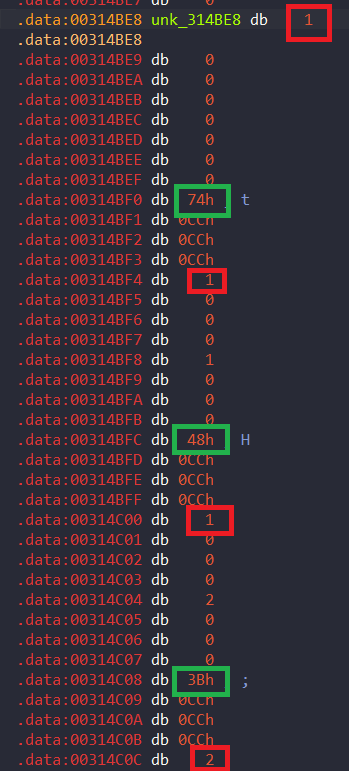 .data:00314BE7 db 0
.data:00314BE8 unk_314BE8 db 1
.data:00314BE8
.data:00314BE9 db 0
.data:00314BEA db 0
.data:00314BEB db 0
.data:00314BEC db 0
.data:00314BED db 0
.data:00314BEE db 0
.data:00314BEF db 0
.data:00314BF0 db 74h ; t
.data:00314BF1 db 0CCh
.data:00314BF2 db 0CCh
.data:00314BF3 db 0CCh
.data:00314BF4 db 1
.data:00314BF5 db 0
.data:00314BF6 db 0
.data:00314BF7 db 0
.data:00314BF8 db 1
.data:00314BF9 db 0
.data:00314BFA db 0
.data:00314BFB db 0
.data:00314BFC db 48h ; H
.data:00314BFD db 0CCh
.data:00314BFE db 0CCh
.data:00314BFF db 0CCh
.data:00314C00 db 1
.data:00314C01 db 0
.data:00314C02 db 0
.data:00314C03 db 0
.data:00314C04 db 2
.data:00314C05 db 0
.data:00314C06 db 0
.data:00314C07 db 0
.data:00314C08 db 3Bh ;
.data:00314C09 db 0CCh
.data:00314C0A db 0CCh
.data:00314C0B db 0CCh
.data:00314C0C db 2